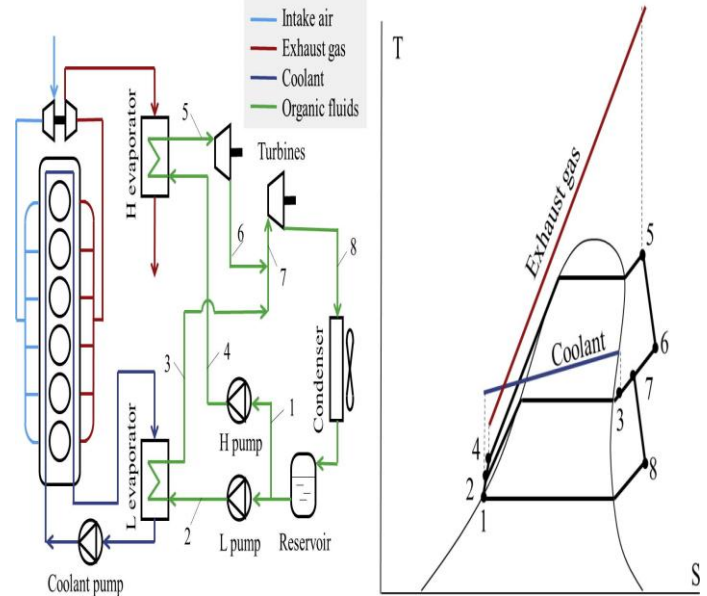 Intake air
Exhaust gas
Coolant
Organic fluids
H evaporator
5
Turbines
6
7
8
3
4
Condenser
1
H pump
L evaporator
2
L pump
Reservoir
Coolant pump
T
Exhaust gas
5
Coolant
6
7
3
4
2
8
1
S